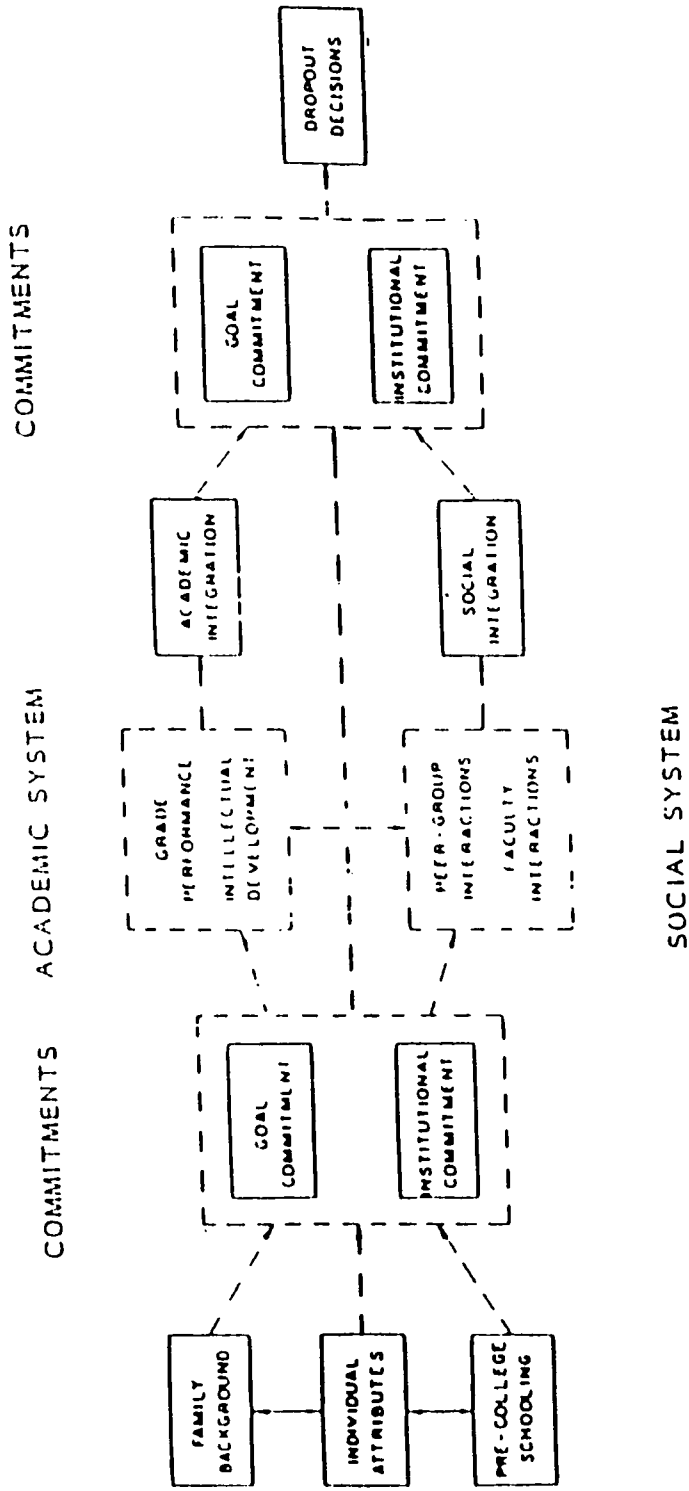 COMMITMENTS
ACADEMIC SYSTEM
COMMITMENTS
FAMILY
BACKGROUND
INDIVIDUAL
ATTRIBUTES
PRE-COLLEGE
SCHOOLING
GOAL
COMMITMENT
INSTITUTIONAL
COMMITMENT
GRADE
PERFORMANCE
INTELLECTUAL
DEVELOPMENT
PEER-GROUP
INTERACTIONS
FACULTY
INTERACTIONS
ACADEMIC
INTEGRATION
SOCIAL
INTEGRATION
GOAL
COMMITMENT
INSTITUTIONAL
COMMITMENT
DROPOUT
DECISIONS
SOCIAL SYSTEM